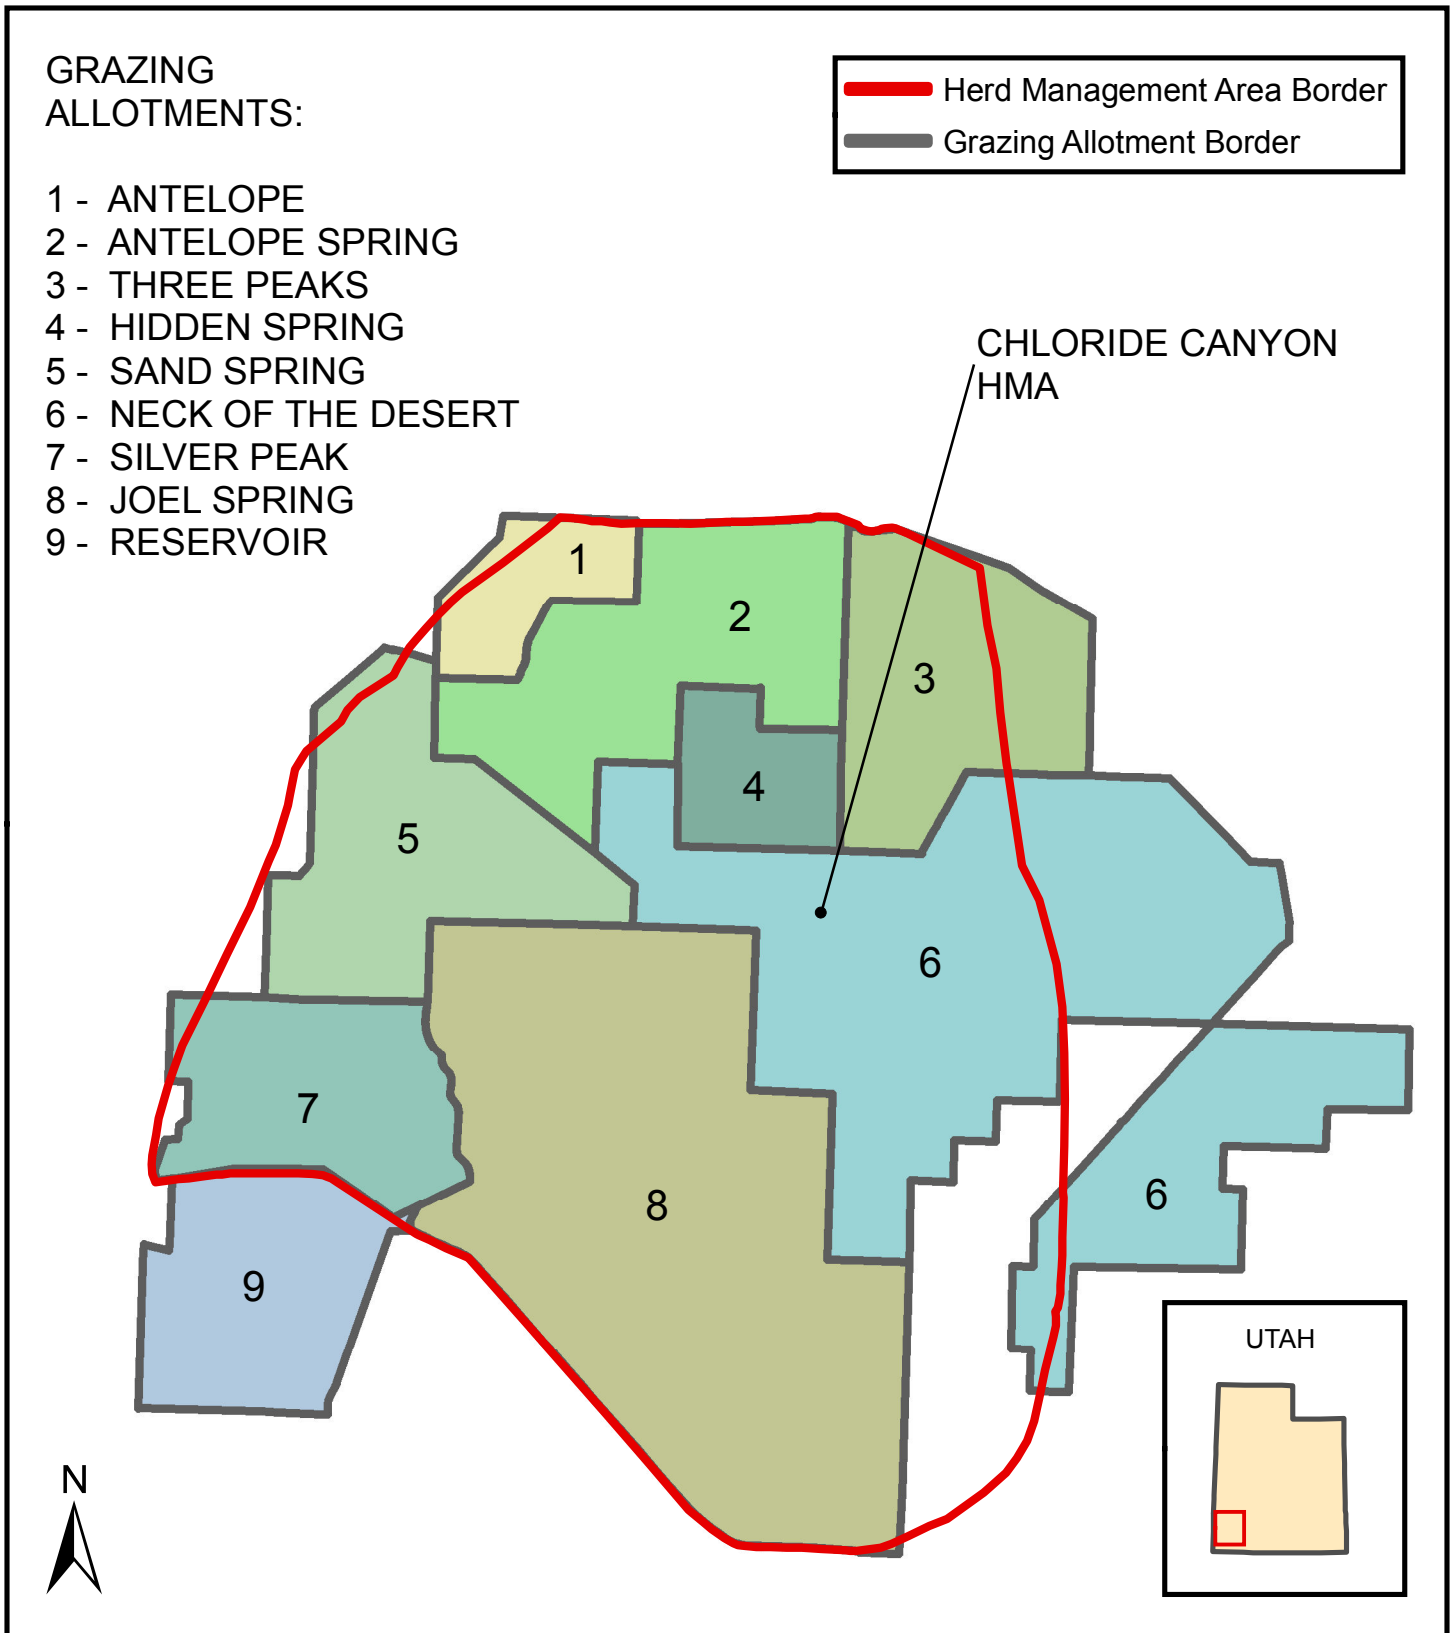 GRAZING
ALLOTMENTS:
1 - ANTELOPE
2 - ANTELOPE SPRING
3 - THREE PEAKS
4 - HIDDEN SPRING
5 - SAND SPRING
6 - NECK OF THE DESERT
7 - SILVER PEAK
8 - JOEL SPRING
9 - RESERVOIR
Herd Management Area Border
Grazing Allotment Border
CHLORIDE CANYON
HMA
1
2
3
4
5
6
7
6
8
9
UTAH
N